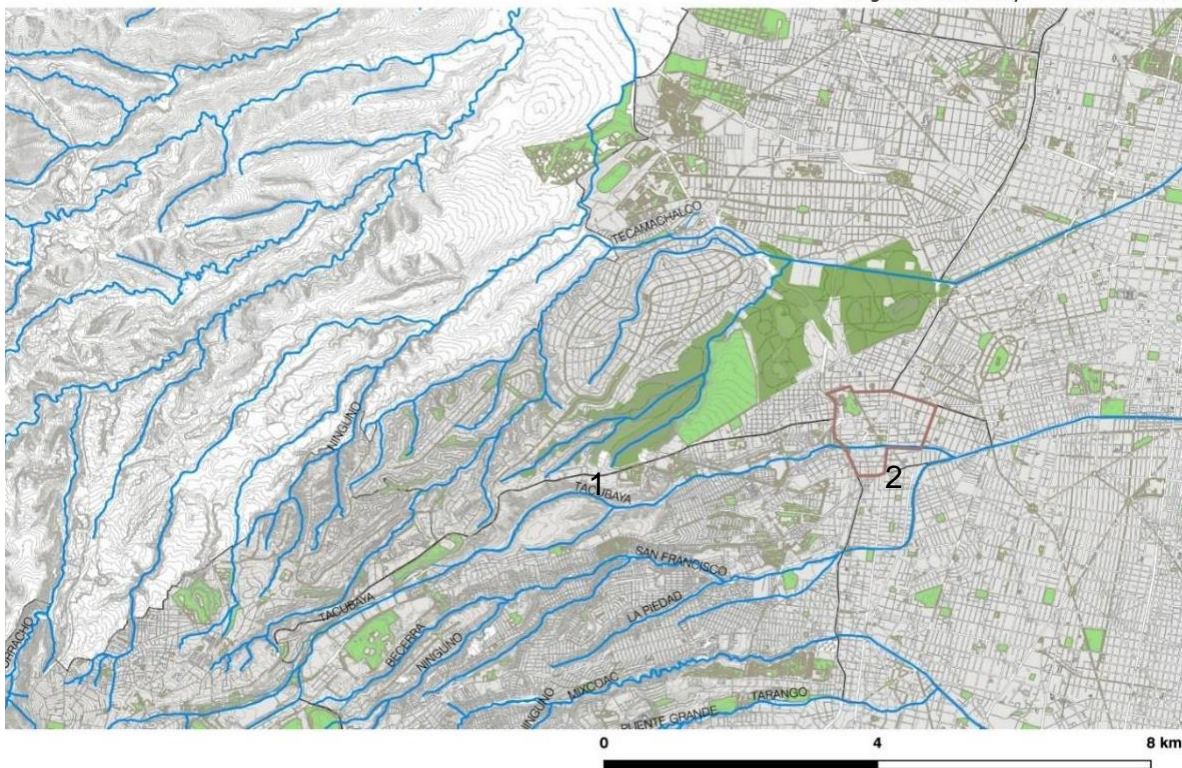 TECAMACHALCO
NINGUNO
1
2
TACUBAYA
SAN FRANCISCO
TACUBAYA
LA PIEDAD
BECERRA
NINGUNO
MIXCOAC
NINGUNO
TARANGO
PUENTE GRANDE
0 4 8 km